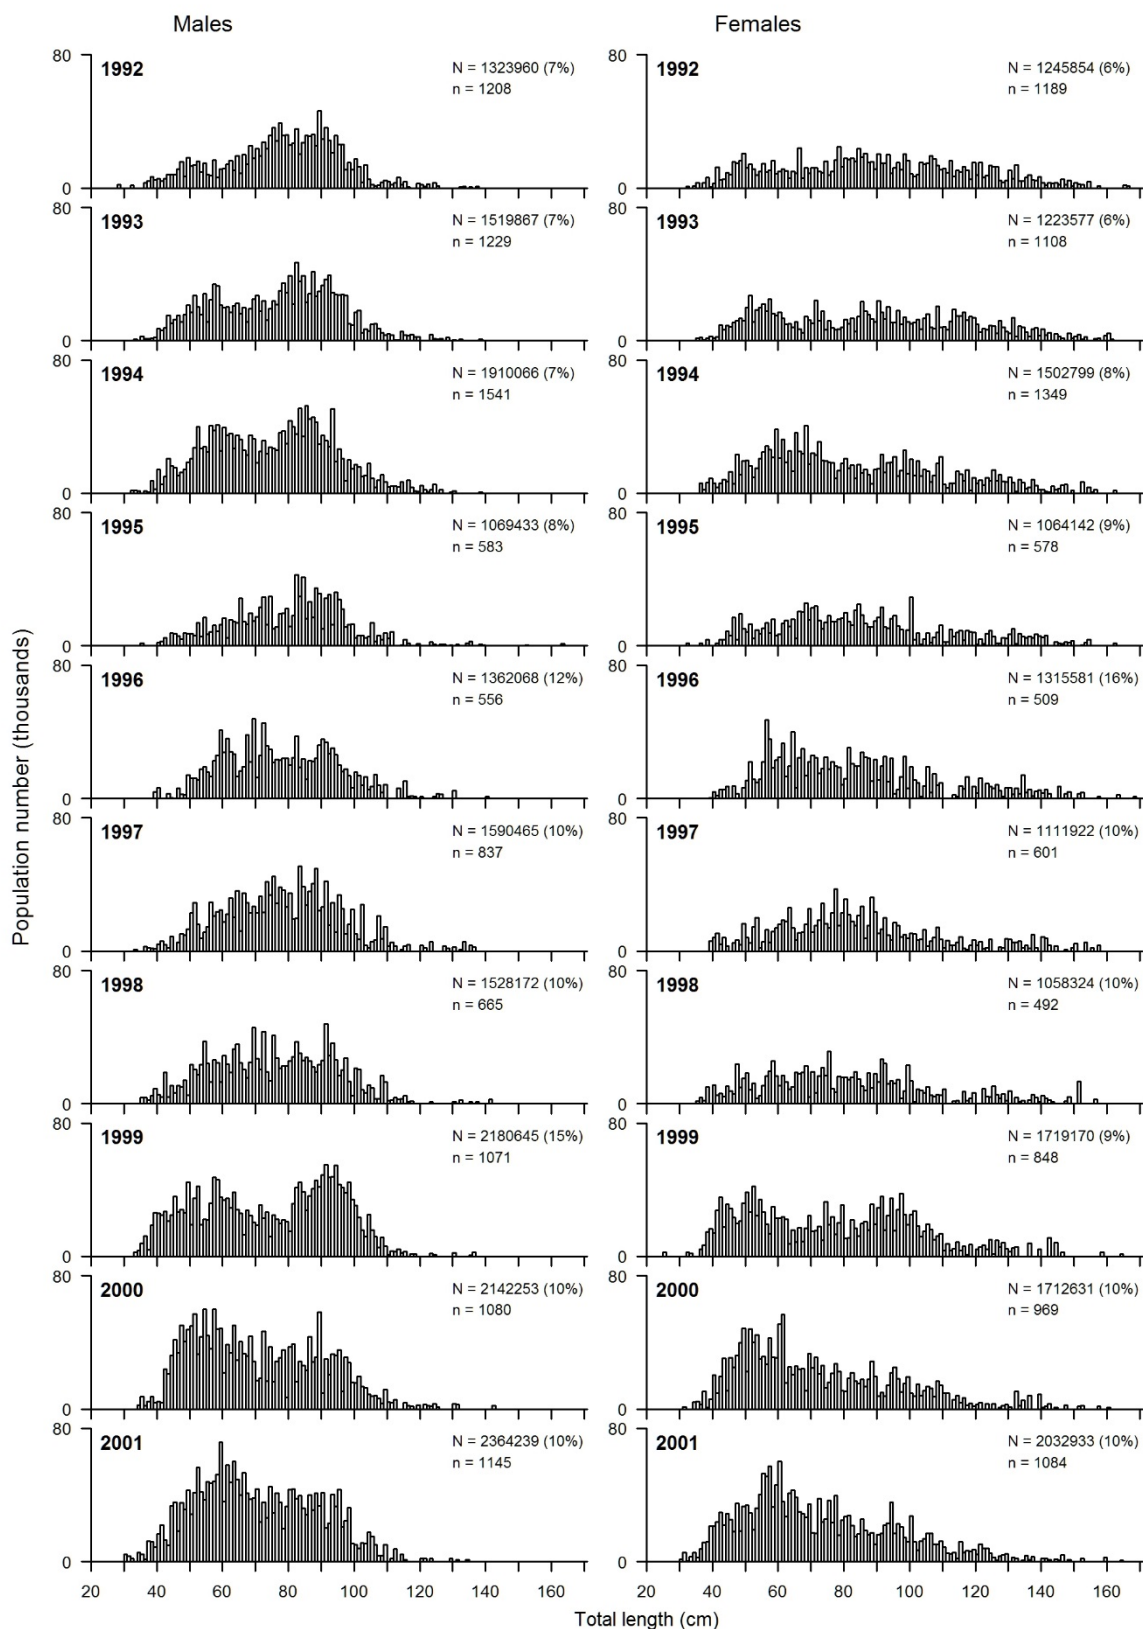 Males Females
80 1992 N = 1323960 (7%) 80 1992 N = 1245854 (6%)
n = 1208 n = 1189
0 0
80 1993 N = 1519867 (7%) 80 1993 N = 1223577 (6%)
n = 1229 n = 1108
0 0
80 1994 N = 1910066 (7%) 80 1994 N = 1502799 (8%)
n = 1541 n = 1349
0 0
80 1995 N = 1069433 (8%) 80 1995 N = 1064142 (9%)
n = 583 n = 578
0 0
80 1996 N = 1362068 (12%) 80 1996 N = 1315581 (16%)
n = 556 n = 509
0 0
80 1997 N = 1590465 (10%) 80 1997 N = 1111922 (10%)
n = 837 n = 601
0 0
80 1998 N = 1528172 (10%) 80 1998 N = 1058324 (10%)
n = 665 n = 492
0 0
80 1999 N = 2180645 (15%) 80 1999 N = 1719170 (9%)
n = 1071 n = 848
0 0
80 2000 N = 2142253 (10%) 80 2000 N = 1712631 (10%)
n = 1080 n = 969
0 0
80 2001 N = 2364239 (10%) 80 2001 N = 2032933 (10%)
n = 1145 n = 1084
0 0
20 40 60 80 100 120 140 160 20 40 60 80 100 120 140 160
Total length (cm)
Population number (thousands)